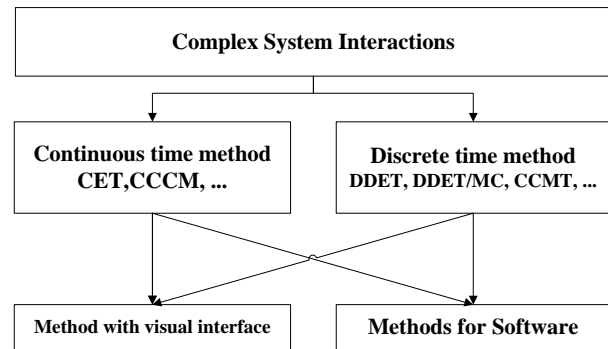 Complex System Interactions
Continuous time method
CET,CCCM, ...
Discrete time method
DDET, DDET/MC, CCMT, ...
Method with visual interface
Methods for Software